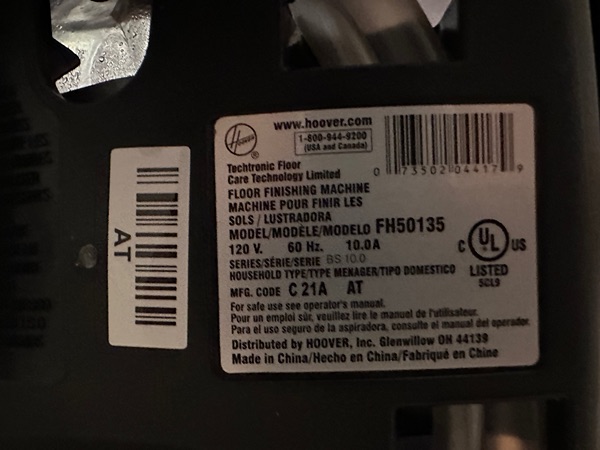 www.hoover.com
HOOVER
®
1-800-944-9200
(USA and Canada)
Techtronic Floor
Care Technology Limited
0 73502 04417 9
FLOOR FINISHING MACHINE
MACHINE POUR FINIR LES
SOLS / LUSTRADORA
MODEL/MODÈLE/MODELO FH50135
120 V. 60 Hz. 10.0A
SERIES/SÉRIE/SERIE BS 10.0
HOUSEHOLD TYPE/TYPE MENAGER/TIPO DOMESTICO
C UL US
LISTED
5CL9
MFG. CODE C 21A AT
For safe use see operator's manual.
Pour un emploi sûr, veuillez lire le manuel de l'utilisateur.
Para el uso seguro de la aspiradora, consulte el manual del operador.
Distributed by HOOVER, Inc. Glenwillow OH 44139
Made in China/Hecho en China/Fabriqué en Chine
AT